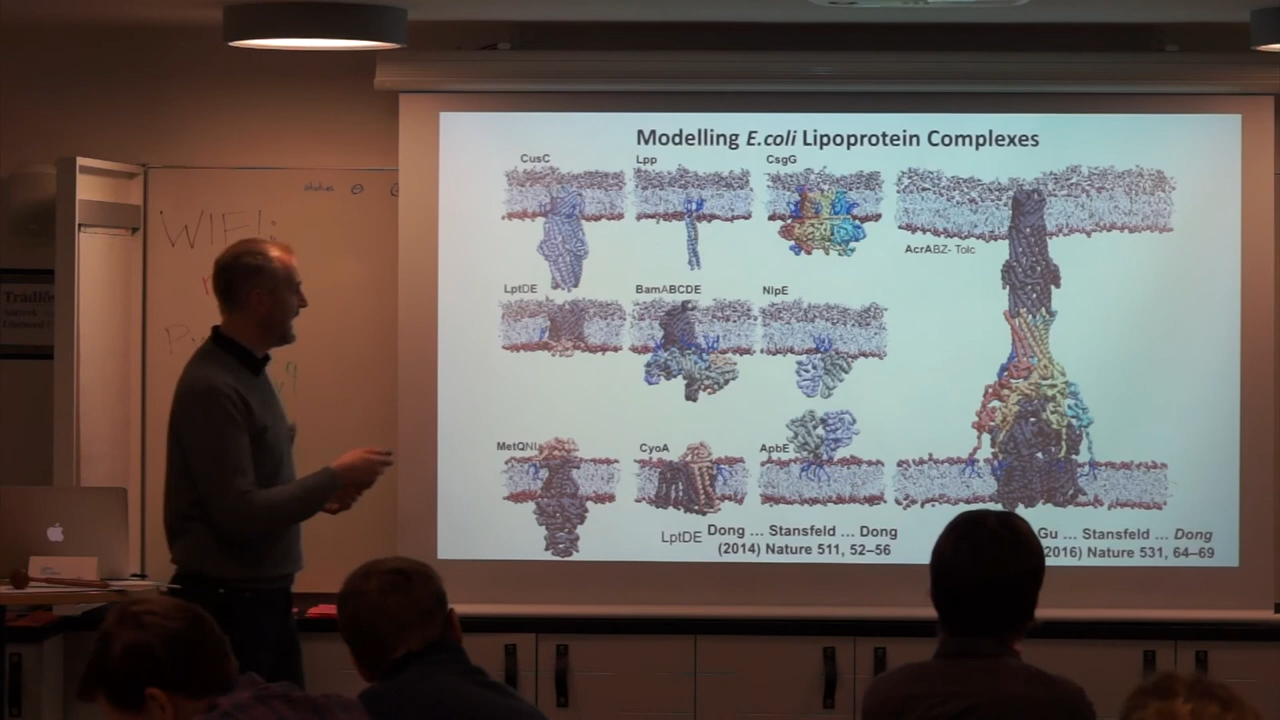 Modelling E.coli Lipoprotein Complexes
CusC
Lpp
CsgG
AcrABZ- Tolc
LptDE
BamABCDE
NlpE
MetQNI
CyoA
ApbE
LptDE
Dong ... Stansfeld ... Dong
(2014) Nature 511, 52–56
Gu ... Stansfeld ... Dong
2016) Nature 531, 64–69
WIFI:
Trådlös